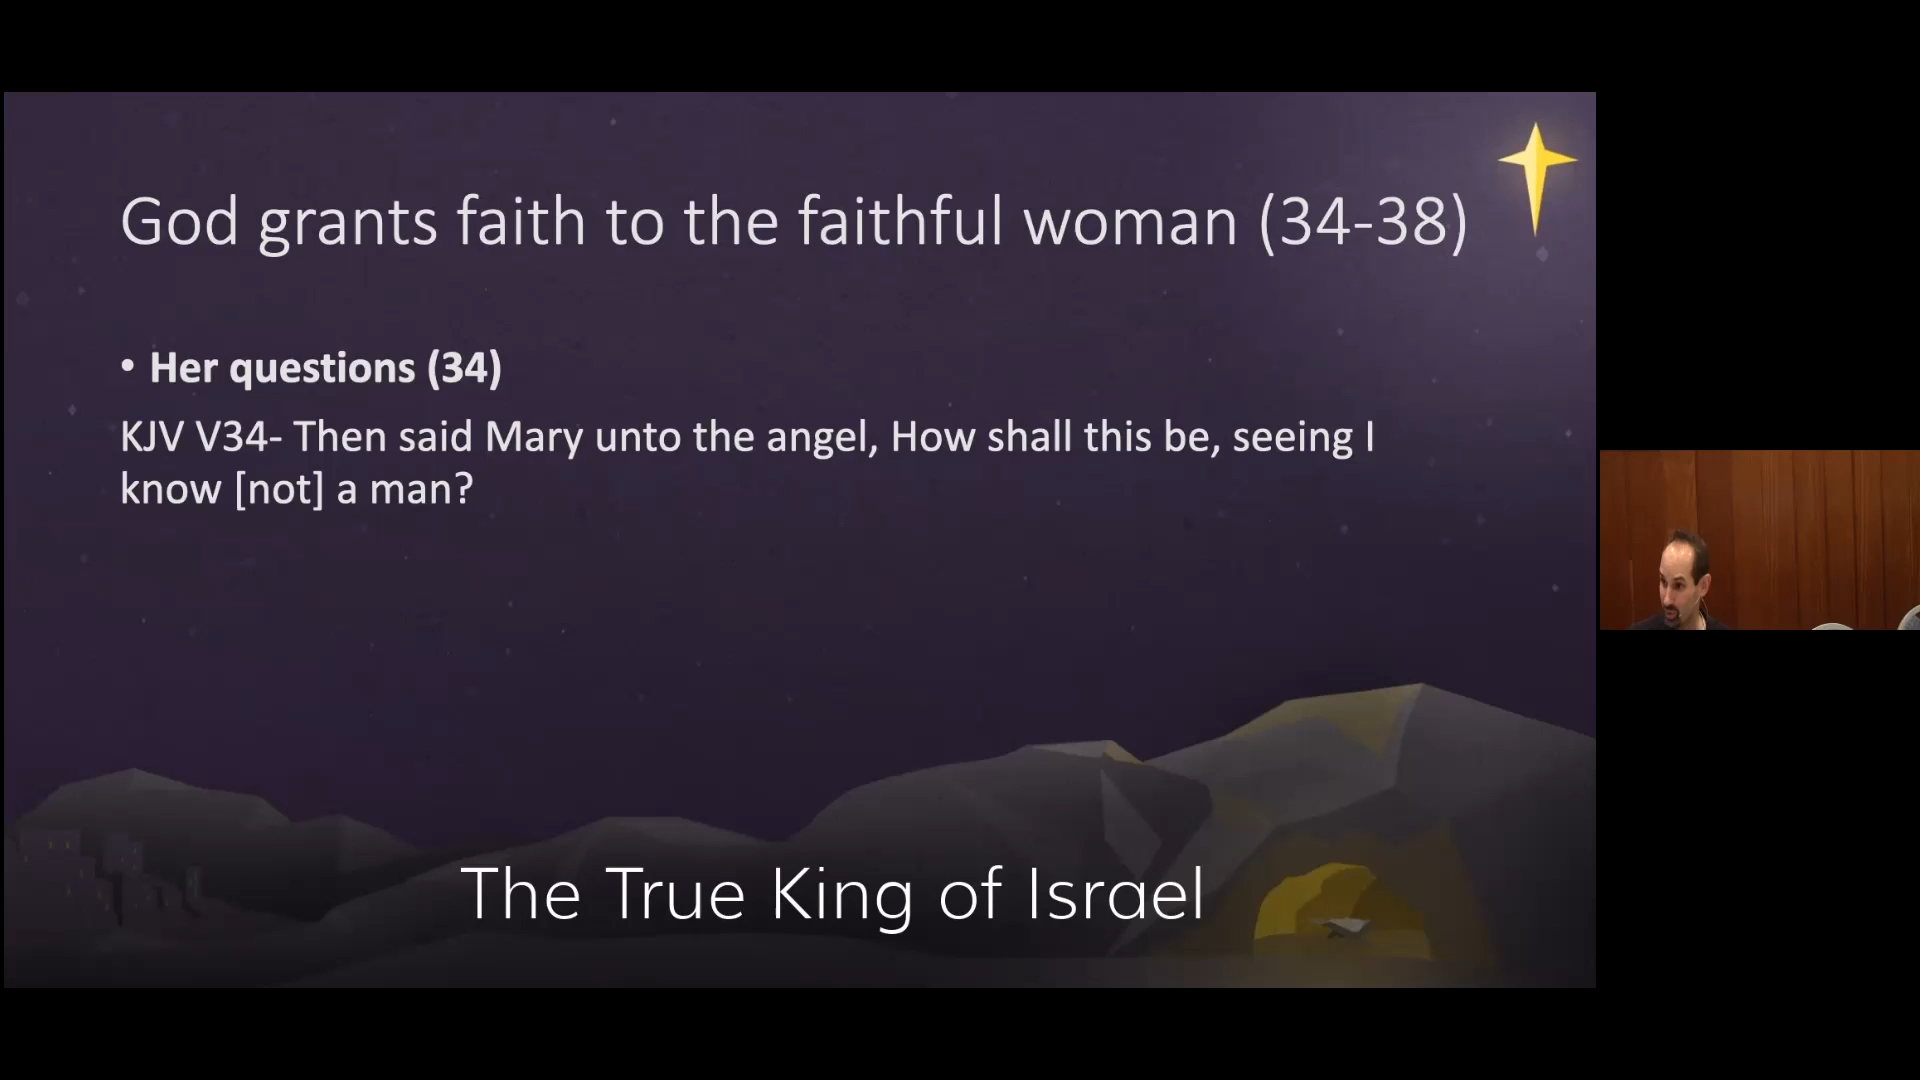 God grants faith to the faithful woman (34-38)
• Her questions (34)
KJV V34- Then said Mary unto the angel, How shall this be, seeing I
know [not] a man?
The True King of Israel